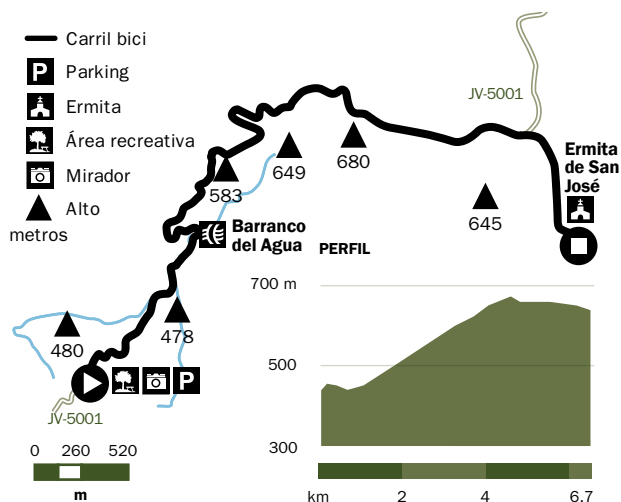 Carril bici
P
Parking
Ermita
Área recreativa
Mirador
Alto
metros
JV-5001
Ermita
de San
José
680
649
583
645
Barranco
del Agua
PERFIL
700 m
500
300
480
478
P
JV-5001
0 260 520
m
km 2 4 6.7